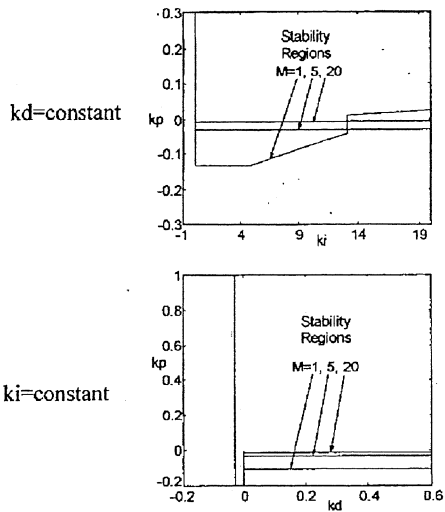 0.3
0.2
0.1
0
-0.1
-0.2
-0.3
kp
kd=constant
Stability
Regions
M=1, 5, 20
-1
4
9
14
19
ki
1
0.8
0.6
0.4
0.2
0
-0.2
kp
ki=constant
Stability
Regions
M=1, 5, 20
-0.2
0
0.2
0.4
0.6
kd